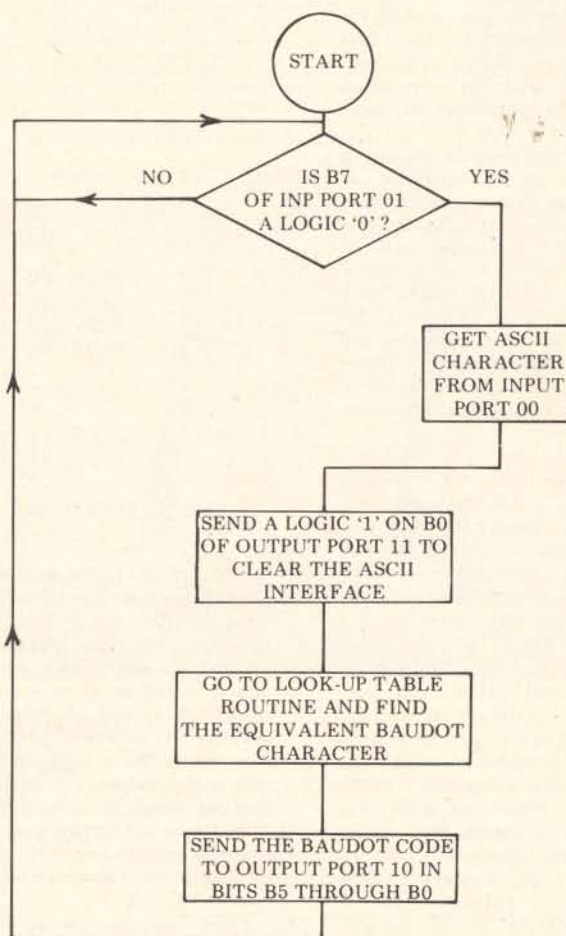 START
IS B7
OF INP PORT 01
A LOGIC ‘0’ ?
NO
YES
GET ASCII
CHARACTER
FROM INPUT
PORT 00
SEND A LOGIC ‘1’ ON B0
OF OUTPUT PORT 11 TO
CLEAR THE ASCII
INTERFACE
GO TO LOOK-UP TABLE
ROUTINE AND FIND
THE EQUIVALENT BAUDOT
CHARACTER
SEND THE BAUDOT CODE
TO OUTPUT PORT 10 IN
BITS B5 THROUGH B0